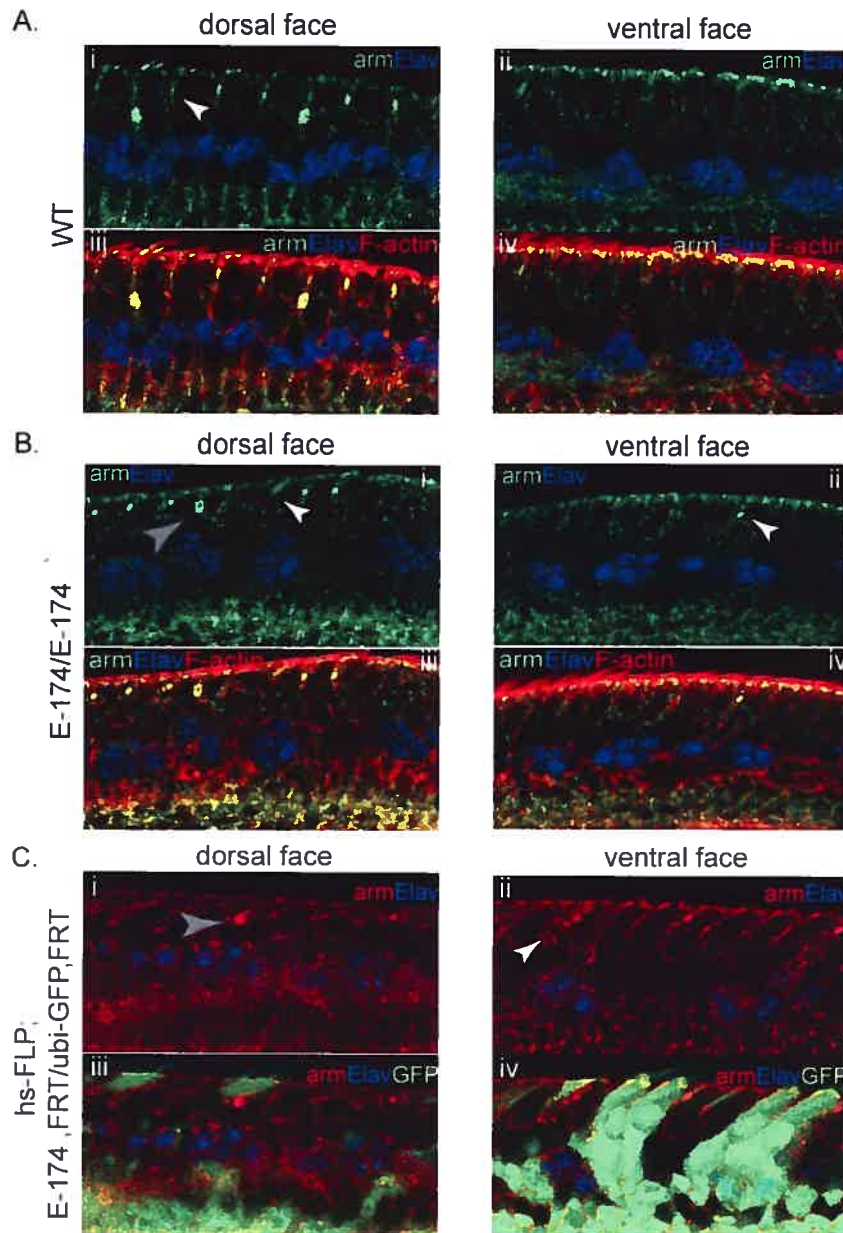 A.
dorsal face
ventral face
WT
i
armElav
ii
armElav
iii
armElavF-actin
iv
armElavF-actin
B.
dorsal face
ventral face
E-174/E-174
armElav
i
armElav
ii
armElavF-actin
iii
armElavF-actin
iv
C.
dorsal face
ventral face
hs-FLP;
E-174 ,FRT/ubi-GFP,FRT
i
armElav
ii
armElav
iii
armElavGFP
iv
armElavGFP